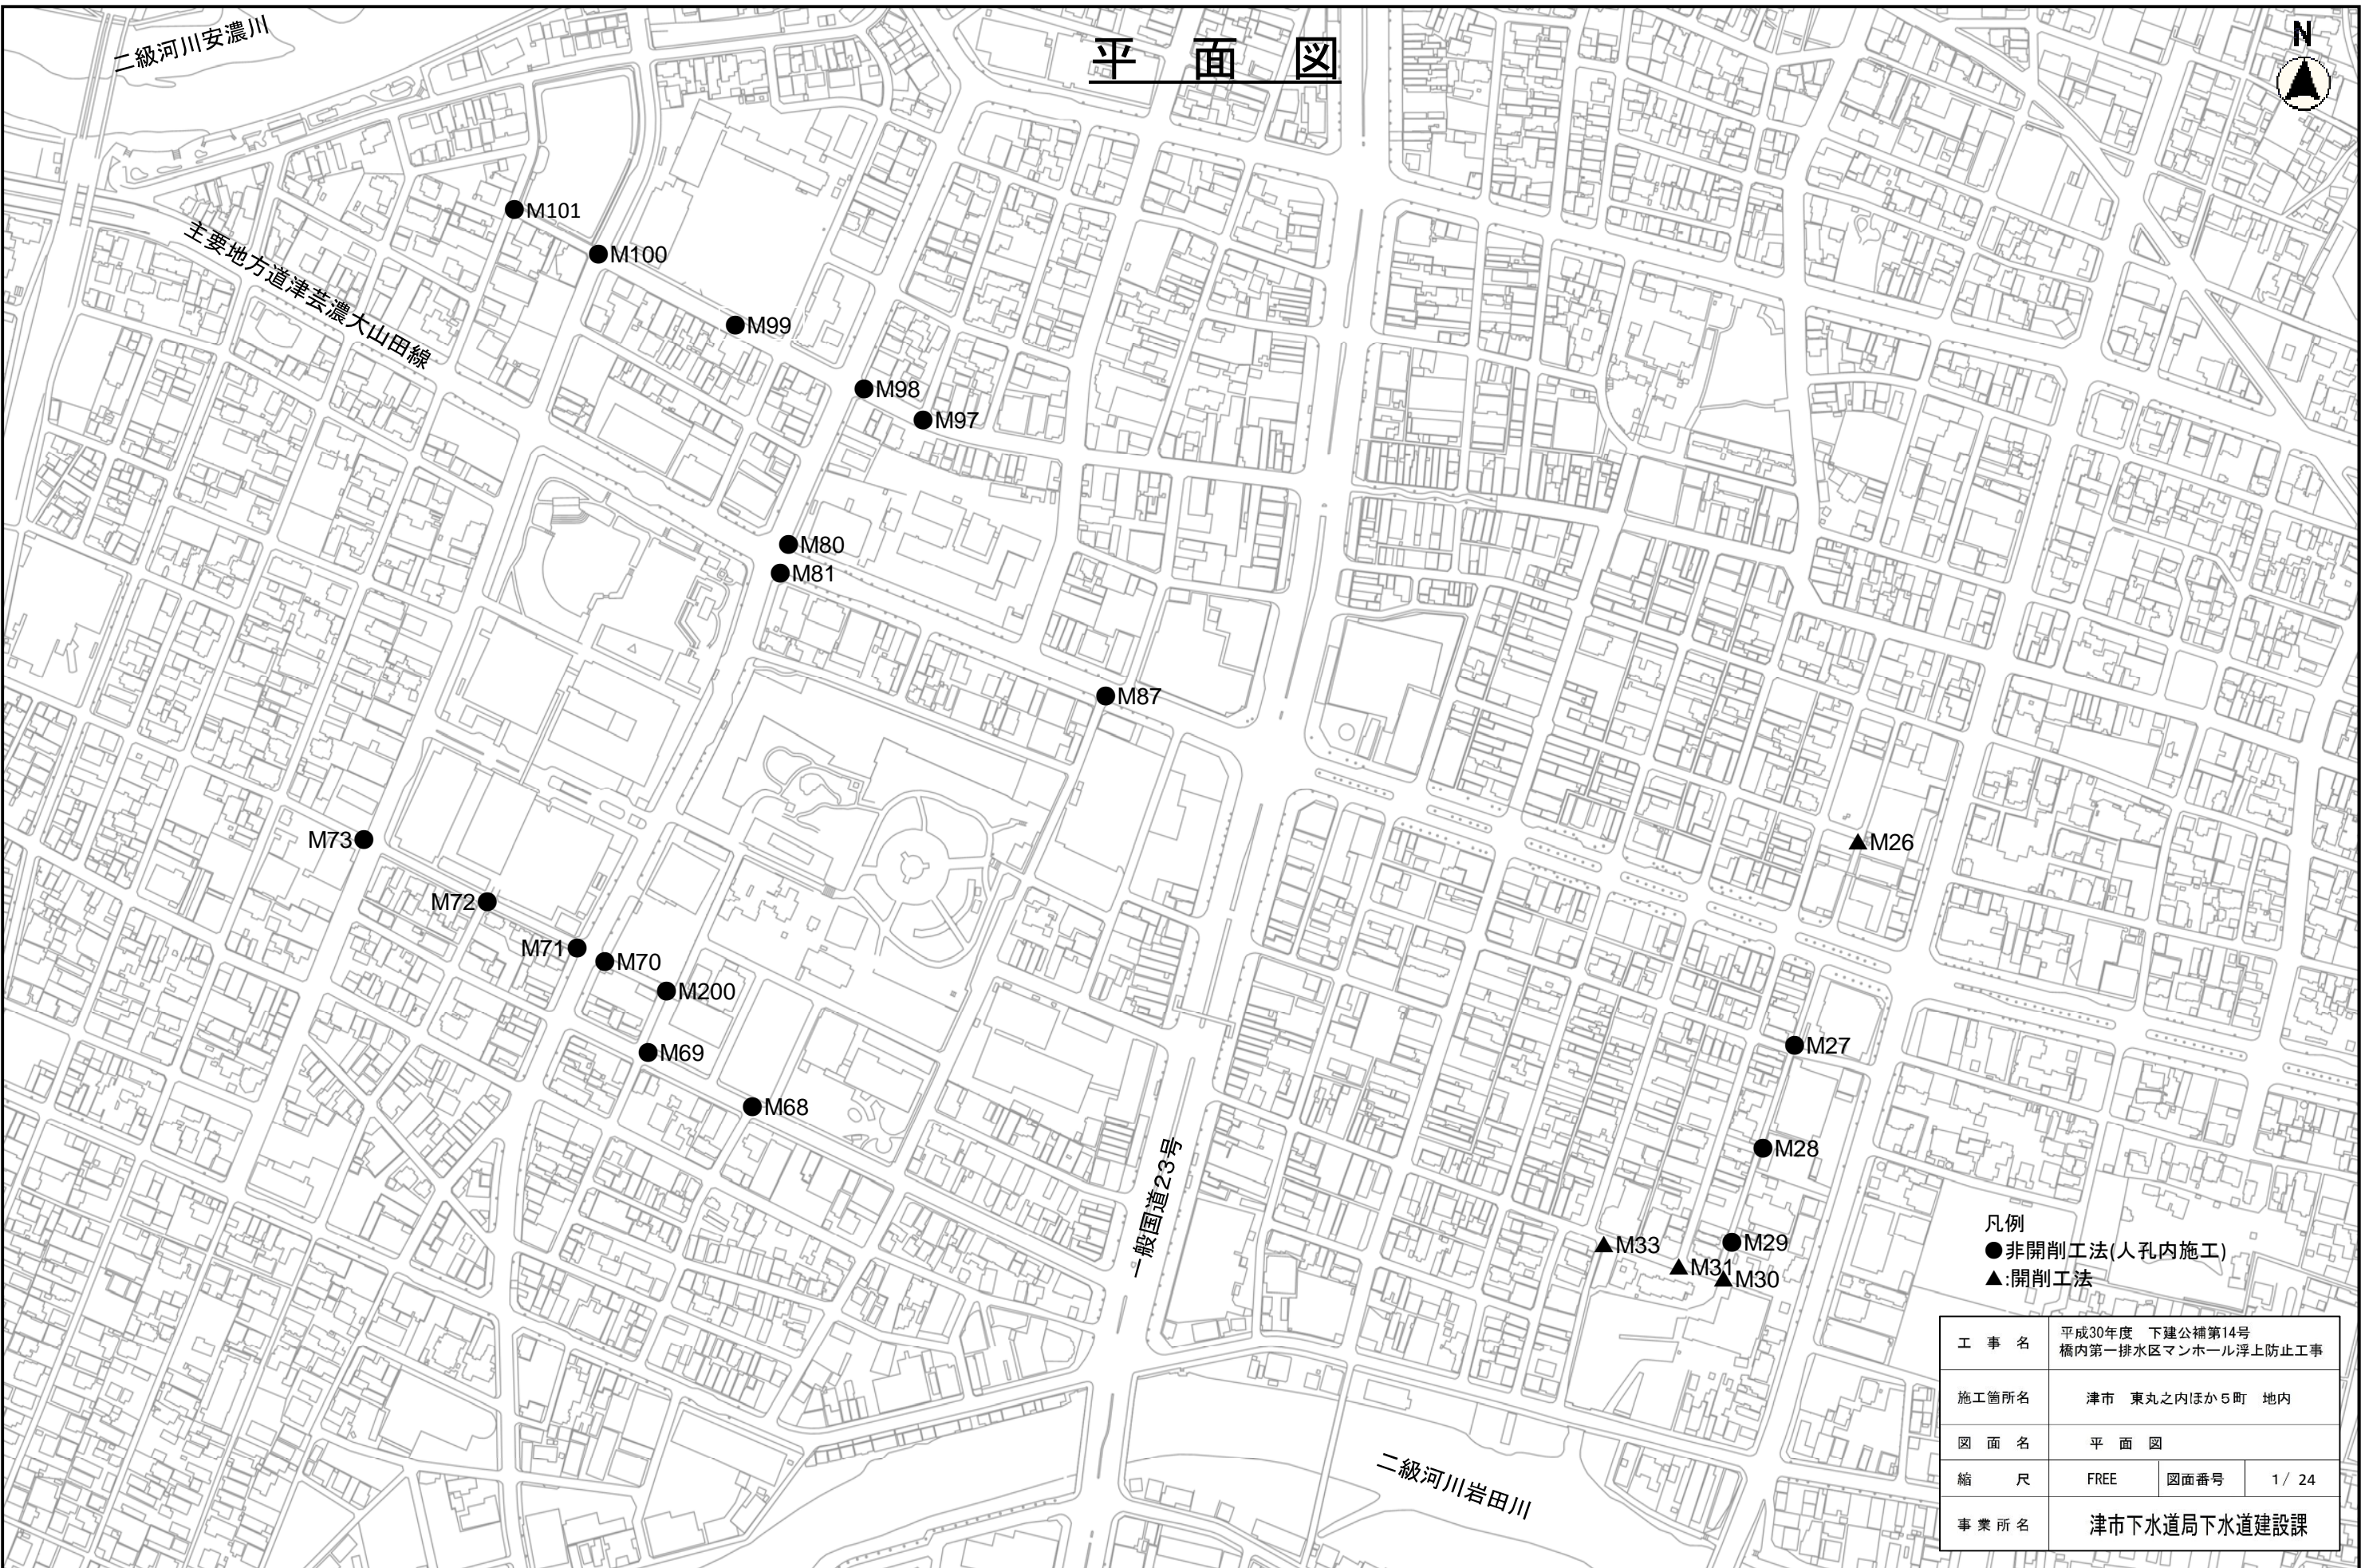 平面図
N
二級河川安濃川
主要地方道津芸濃大山田線
M101
M100
M99
M98
M97
M80
M81
M87
M73
M72
M71
M70
M200
M69
M68
M26
M27
M28
M29
M33
M31
M30
一般国道23号
二級河川岩田川
凡例
●非開削工法(人孔内施工)
▲:開削工法
工事名 平成30年度 下建公補第14号
橋内第一排水区マンホール浮上防止工事
施工箇所名 津市 東丸之内ほか5町 地内
図面名 平面図
縮尺 FREE 図面番号 1/24
事業所名 津市下水道局下水道建設課